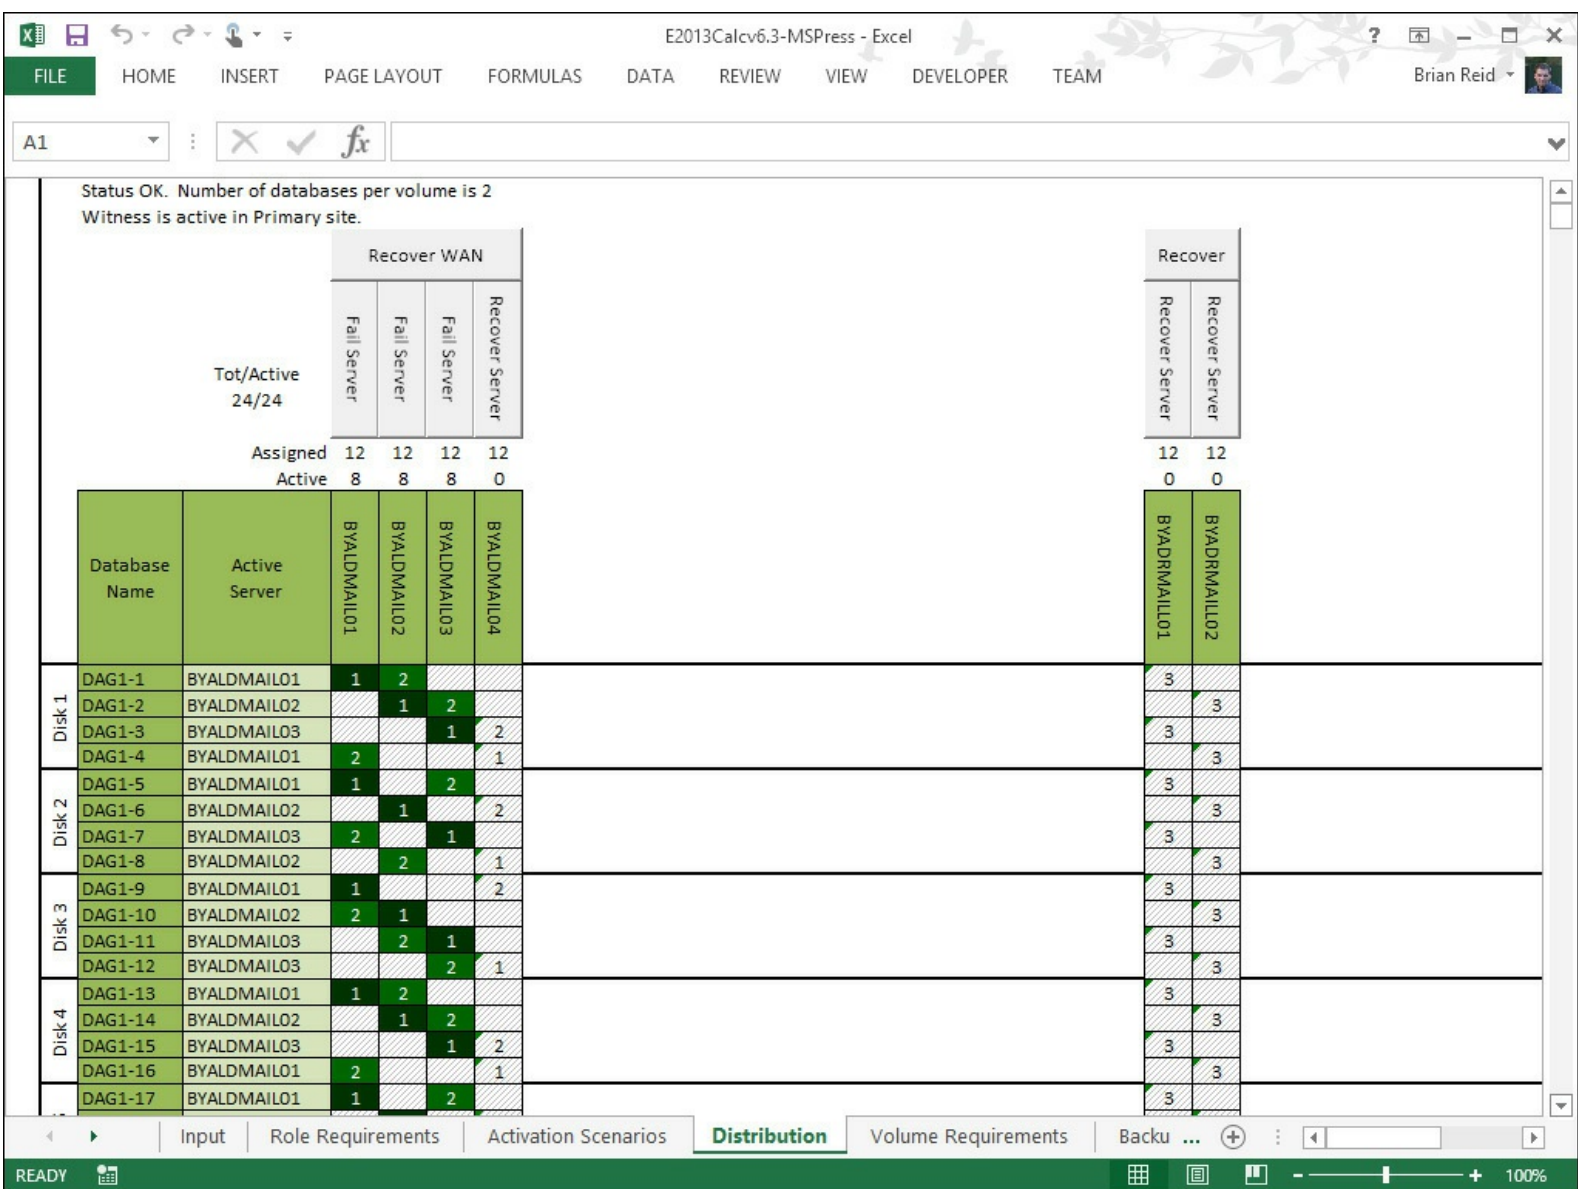 E2013Calcv6.3-MSPress - Excel
FILE HOME INSERT PAGE LAYOUT FORMULAS DATA REVIEW VIEW DEVELOPER TEAM Brian Reid
A1 fx
Status OK. Number of databases per volume is 2
Witness is active in Primary site.
Recover WAN Recover
Fail Server Fail Server Fail Server Recover Server Recover Server Recover Server
Tot/Active
24/24
Assigned 12 12 12 12 12 12
Active 8 8 8 0 0 0
Database Name Active Server BYALDMAIL01 BYALDMAIL02 BYALDMAIL03 BYALDMAIL04 BYADRMAILL01 BYADRMAILL02
Disk 1
DAG1-1 BYALDMAIL01 1 2 3
DAG1-2 BYALDMAIL02 1 2 3
DAG1-3 BYALDMAIL03 1 2 3
DAG1-4 BYALDMAIL01 2 1 3
Disk 2
DAG1-5 BYALDMAIL01 1 2 3
DAG1-6 BYALDMAIL02 1 2 3
DAG1-7 BYALDMAIL03 2 1 3
DAG1-8 BYALDMAIL02 2 1 3
Disk 3
DAG1-9 BYALDMAIL01 1 2 3
DAG1-10 BYALDMAIL02 2 1 3
DAG1-11 BYALDMAIL03 2 1 3
DAG1-12 BYALDMAIL03 2 1 3
Disk 4
DAG1-13 BYALDMAIL01 1 2 3
DAG1-14 BYALDMAIL02 1 2 3
DAG1-15 BYALDMAIL03 1 2 3
DAG1-16 BYALDMAIL01 2 1 3
DAG1-17 BYALDMAIL01 1 2 3
Input Role Requirements Activation Scenarios Distribution Volume Requirements Backu ...
READY 100%